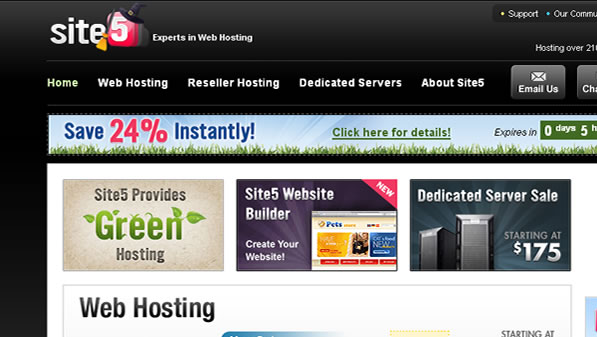 Support
Our Commu
site5
Experts in Web Hosting
Hosting over 21
Home
Web Hosting
Reseller Hosting
Dedicated Servers
About Site5
Email Us
Cha
Save 24% Instantly!
Click here for details!
Expires in
0 days 5 h
Site5 Provides
Green
Hosting
Site5 Website
Builder
NEW
Create Your
Website!
Pets
Dedicated Server Sale
STARTING AT
$175
Web Hosting
STARTING AT